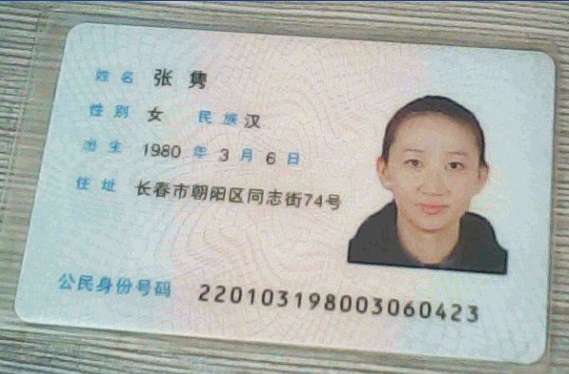 姓名 张隽
性别 女 民族 汉
出生 1980 年 3 月 6 日
住址 长春市朝阳区同志街74号
公民身份号码 220103198003060423